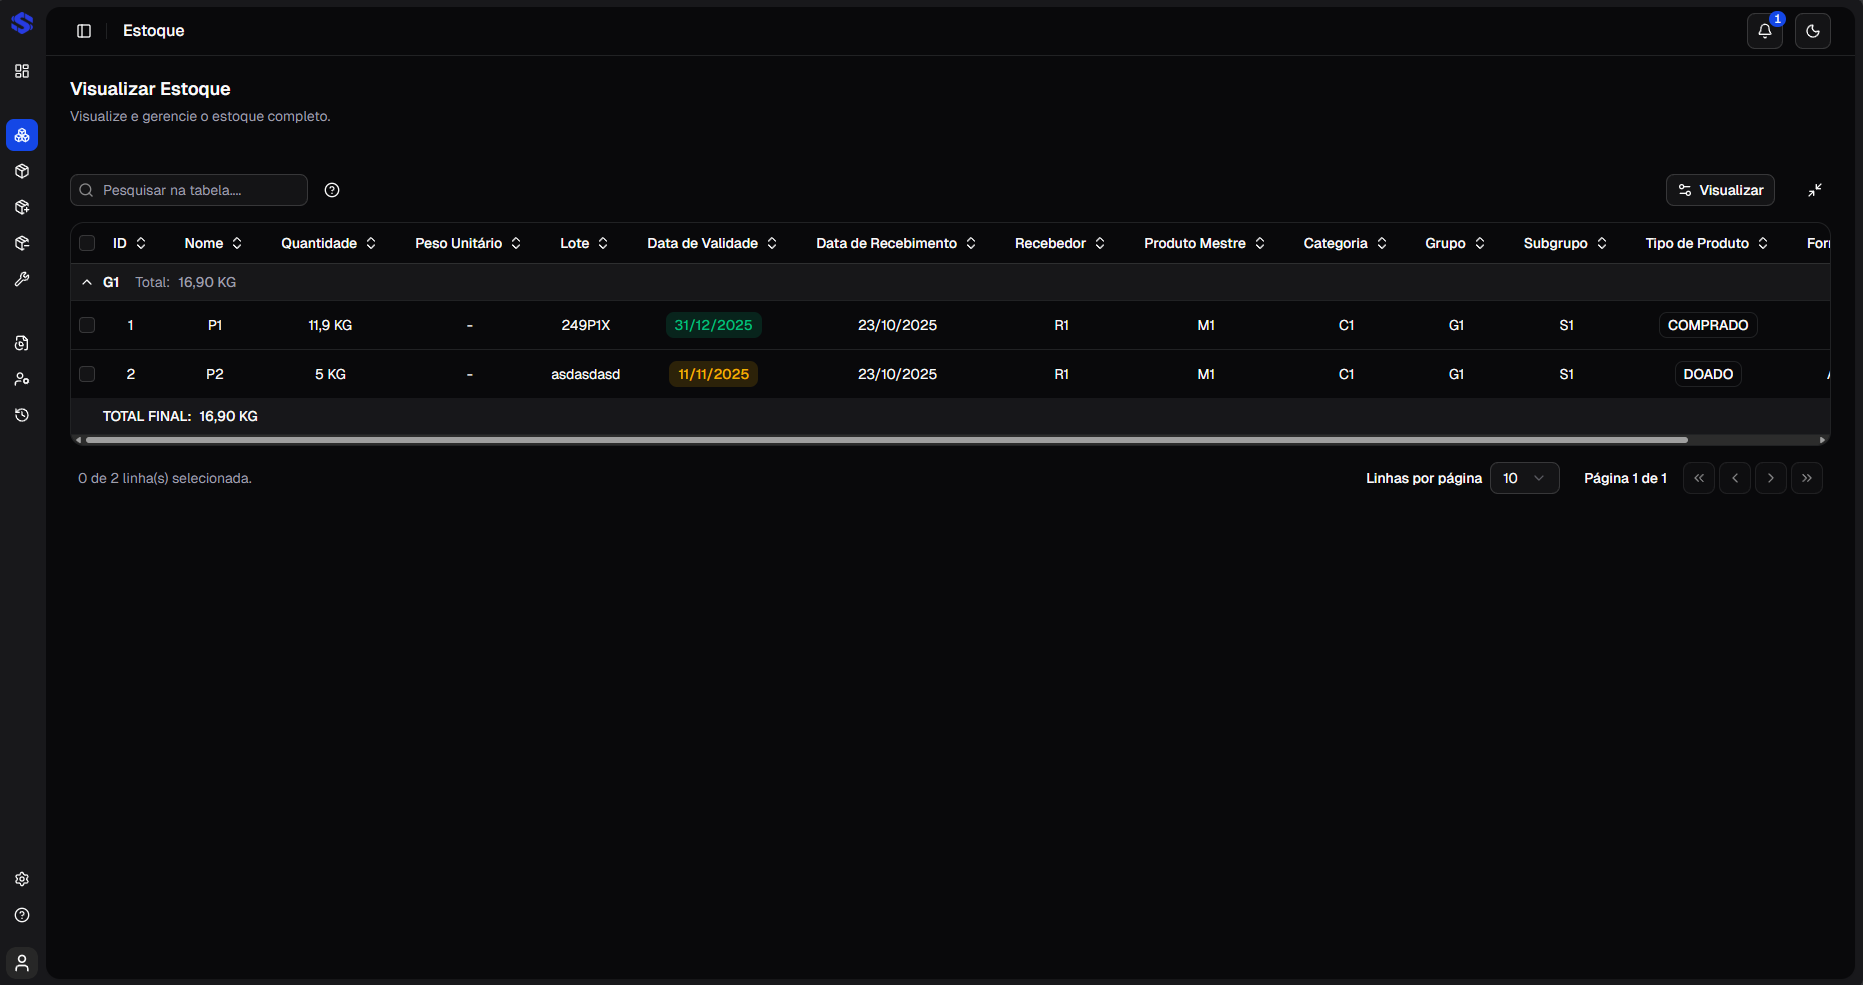 Estoque
1
Visualizar Estoque
Visualize e gerencie o estoque completo.
Pesquisar na tabela....
Visualizar
ID Nome Quantidade Peso Unitário Lote Data de Validade Data de Recebimento Recebedor Produto Mestre Categoria Grupo Subgrupo Tipo de Produto
G1 Total: 16,90 KG
1 P1 11,9 KG - 249P1X 31/12/2025 23/10/2025 R1 M1 C1 G1 S1 COMPRADO
2 P2 5 KG - asdasdasd 11/11/2025 23/10/2025 R1 M1 C1 G1 S1 DOADO
TOTAL FINAL: 16,90 KG
0 de 2 linha(s) selecionada.
Linhas por página 10 Página 1 de 1